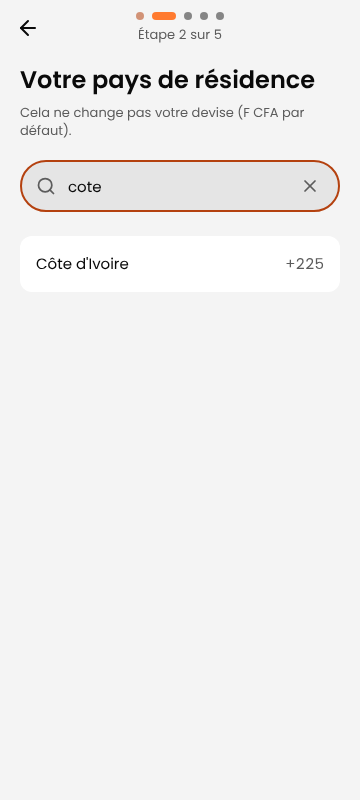 Étape 2 sur 5
Votre pays de résidence
Cela ne change pas votre devise (F CFA par
défaut).
cote
Côte d'Ivoire +225